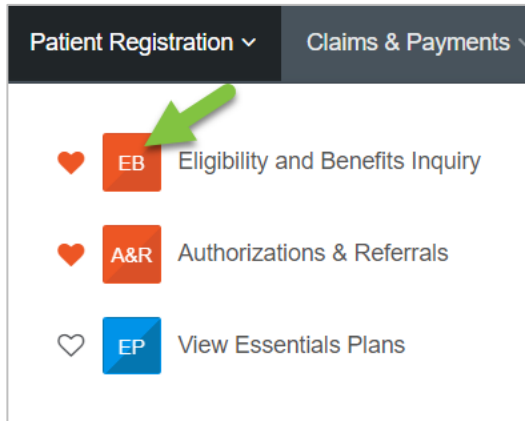 Patient Registration Claims & Payments
EB Eligibility and Benefits Inquiry
A&R Authorizations & Referrals
EP View Essentials Plans